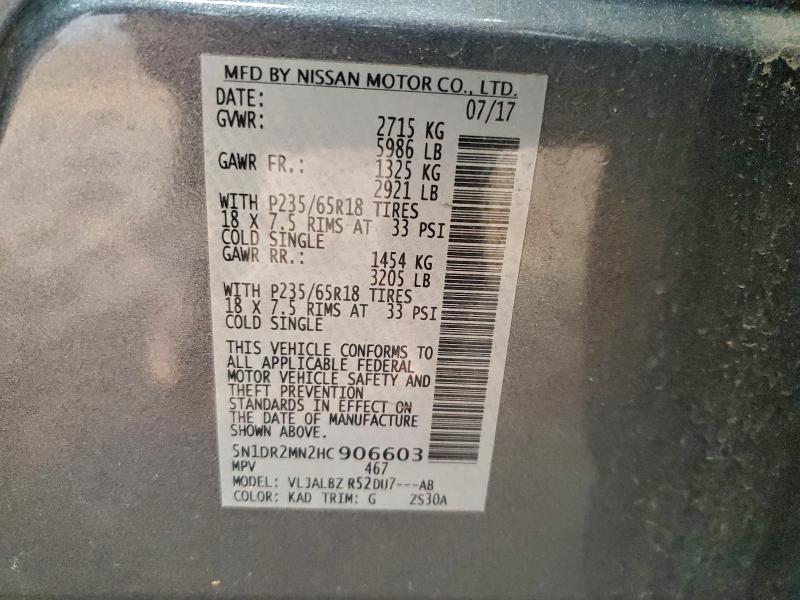 MFD BY NISSAN MOTOR CO., LTD.
DATE: 07/17
GVWR: 2715 KG
5986 LB
GAWR FR.: 1325 KG
2921 LB
WITH P235/65R18 TIRES
18 X 7.5 RIMS AT 33 PSI
COLD SINGLE
GAWR RR.: 1454 KG
3205 LB
WITH P235/65R18 TIRES
18 X 7.5 RIMS AT 33 PSI
COLD SINGLE
THIS VEHICLE CONFORMS TO
ALL APPLICABLE FEDERAL
MOTOR VEHICLE SAFETY AND
THEFT PREVENTION
STANDARDS IN EFFECT ON
THE DATE OF MANUFACTURE
SHOWN ABOVE.
5N1DR2MN2HC906603
MPV 467
MODEL: VLJALBZ R52DU7---AB
COLOR: KAD TRIM: G 2S30A